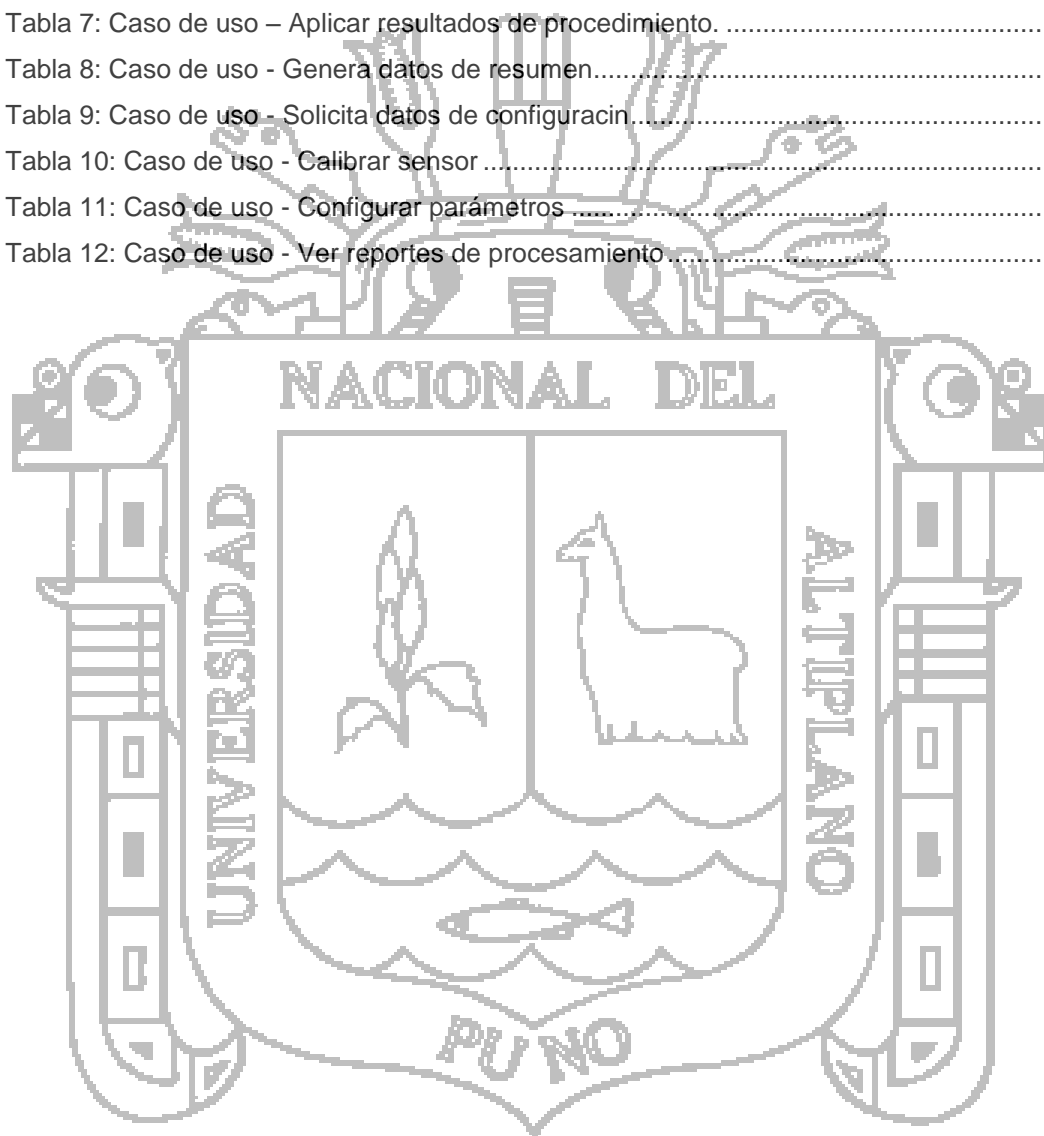 Tabla 7: Caso de uso – Aplicar resultados de procedimiento. ...........................................
Tabla 8: Caso de uso - Genera datos de resumen.............................................................
Tabla 9: Caso de uso - Solicita datos de configuracin........................................................
Tabla 10: Caso de uso - Calibrar sensor ............................................................................
Tabla 11: Caso de uso - Configurar parámetros .................................................................
Tabla 12: Caso de uso - Ver reportes de procesamiento...................................................
NACIONAL DEL
UNIVERSIDAD
ALTIPLANO
PUNO